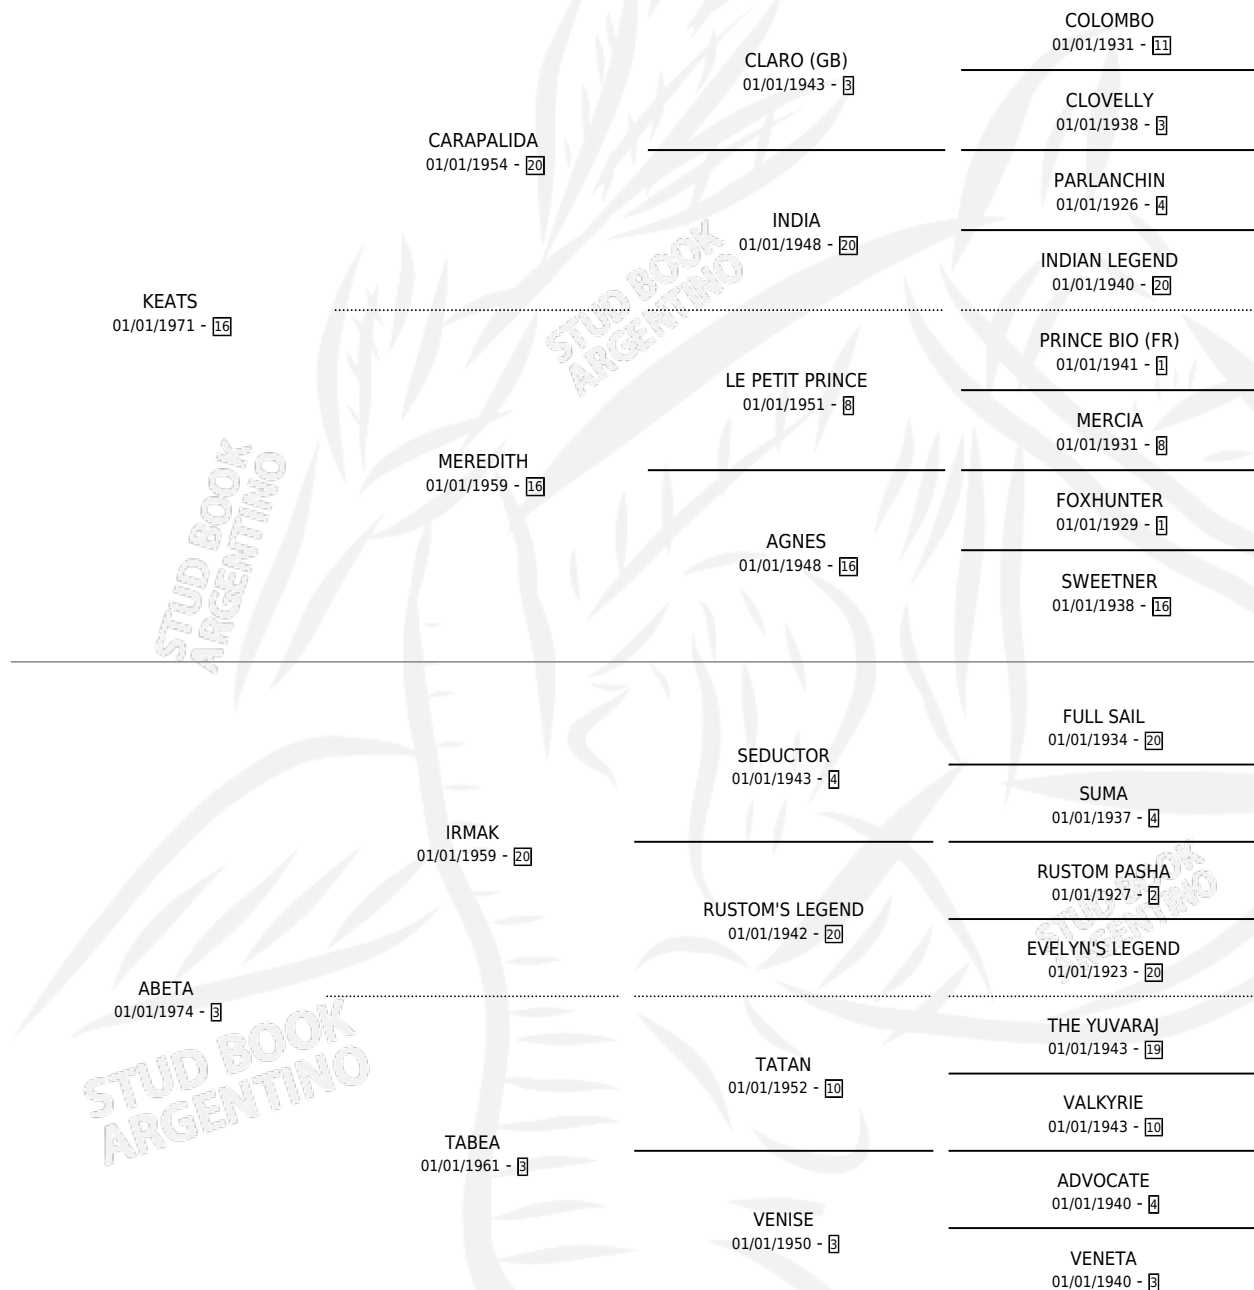 COLOMBO
01/01/1931 - 11
CLARO (GB)
01/01/1943 - 3
CLOVELLY
01/01/1938 - 3
CARAPALIDA
01/01/1954 - 20
PARLANCHIN
01/01/1926 - 4
INDIA
01/01/1948 - 20
INDIAN LEGEND
01/01/1940 - 20
KEATS
01/01/1971 - 16
PRINCE BIO (FR)
01/01/1941 - 1
LE PETIT PRINCE
01/01/1951 - 8
MERCIA
01/01/1931 - 8
MEREDITH
01/01/1959 - 16
FOXHUNTER
01/01/1929 - 1
AGNES
01/01/1948 - 16
SWEETNER
01/01/1938 - 16
FULL SAIL
01/01/1934 - 20
SEDUCTOR
01/01/1943 - 4
SUMA
01/01/1937 - 4
IRMAK
01/01/1959 - 20
RUSTOM PASHA
01/01/1927 - 2
RUSTOM'S LEGEND
01/01/1942 - 20
EVELYN'S LEGEND
01/01/1923 - 20
ABETA
01/01/1974 - 3
THE YUVARAJ
01/01/1943 - 19
TATAN
01/01/1952 - 10
VALKYRIE
01/01/1943 - 10
TABEA
01/01/1961 - 3
ADVOCATE
01/01/1940 - 4
VENISE
01/01/1950 - 3
VENETA
01/01/1940 - 3
STUD BOOK
ARGENTINO
STUD BOOK
ARGENTINO
STUD BOOK
ARGENTINO
STUD BOOK
ARGENTINO